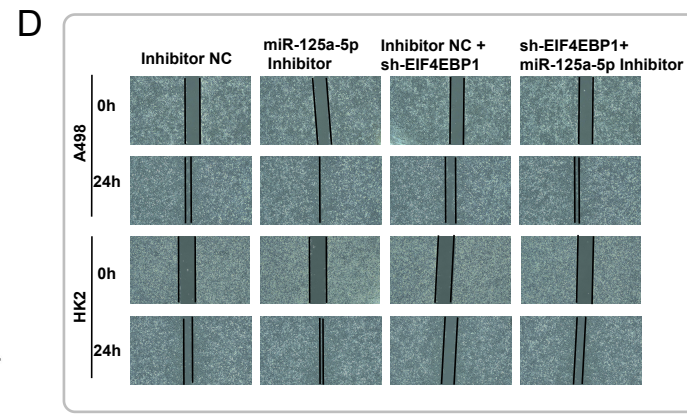 D
Inhibitor NC
miR-125a-5p
Inhibitor
Inhibitor NC +
sh-EIF4EBP1
sh-EIF4EBP1+
miR-125a-5p Inhibitor
A498
0h
24h
HK2
0h
24h